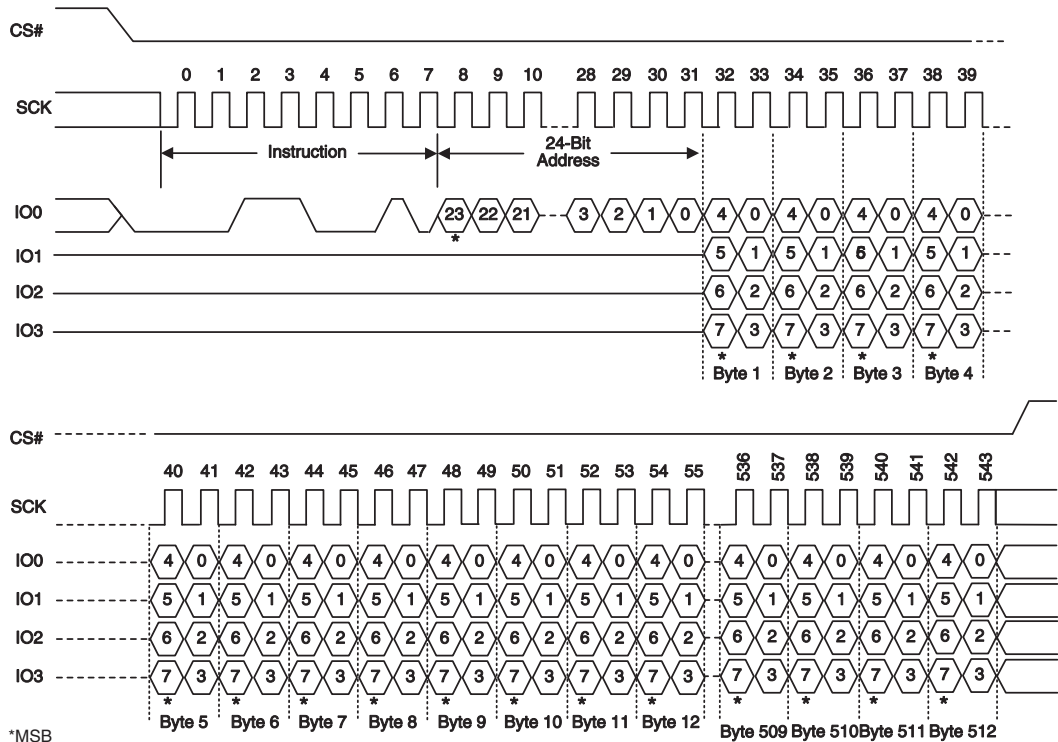 CS#
0 1 2 3 4 5 6 7 8 9 10 28 29 30 31 32 33 34 35 36 37 38 39
SCK
Instruction
24-Bit
Address
IO0 23 22 21 3 2 1 0 4 0 4 0 4 0 4 0
*
IO1 5 1 5 1 6 1 5 1
IO2 6 2 6 2 6 2 6 2
IO3 7 3 7 3 7 3 7 3
* * * *
Byte 1 Byte 2 Byte 3 Byte 4
CS#
40 41 42 43 44 45 46 47 48 49 50 51 52 53 54 55 536 537 538 539 540 541 542 543
SCK
IO0 4 0 4 0 4 0 4 0 4 0 4 0 4 0 4 0 4 0 4 0 4 0 4 0
IO1 5 1 5 1 5 1 5 1 5 1 5 1 5 1 5 1 5 1 5 1 5 1 5 1
IO2 6 2 6 2 6 2 6 2 6 2 6 2 6 2 6 2 6 2 6 2 6 2 6 2
IO3 7 3 7 3 7 3 7 3 7 3 7 3 7 3 7 3 7 3 7 3 7 3 7 3
* * * * * * * * * * * *
Byte 5 Byte 6 Byte 7 Byte 8 Byte 9 Byte 10 Byte 11 Byte 12 Byte 509 Byte 510 Byte 511 Byte 512
*MSB